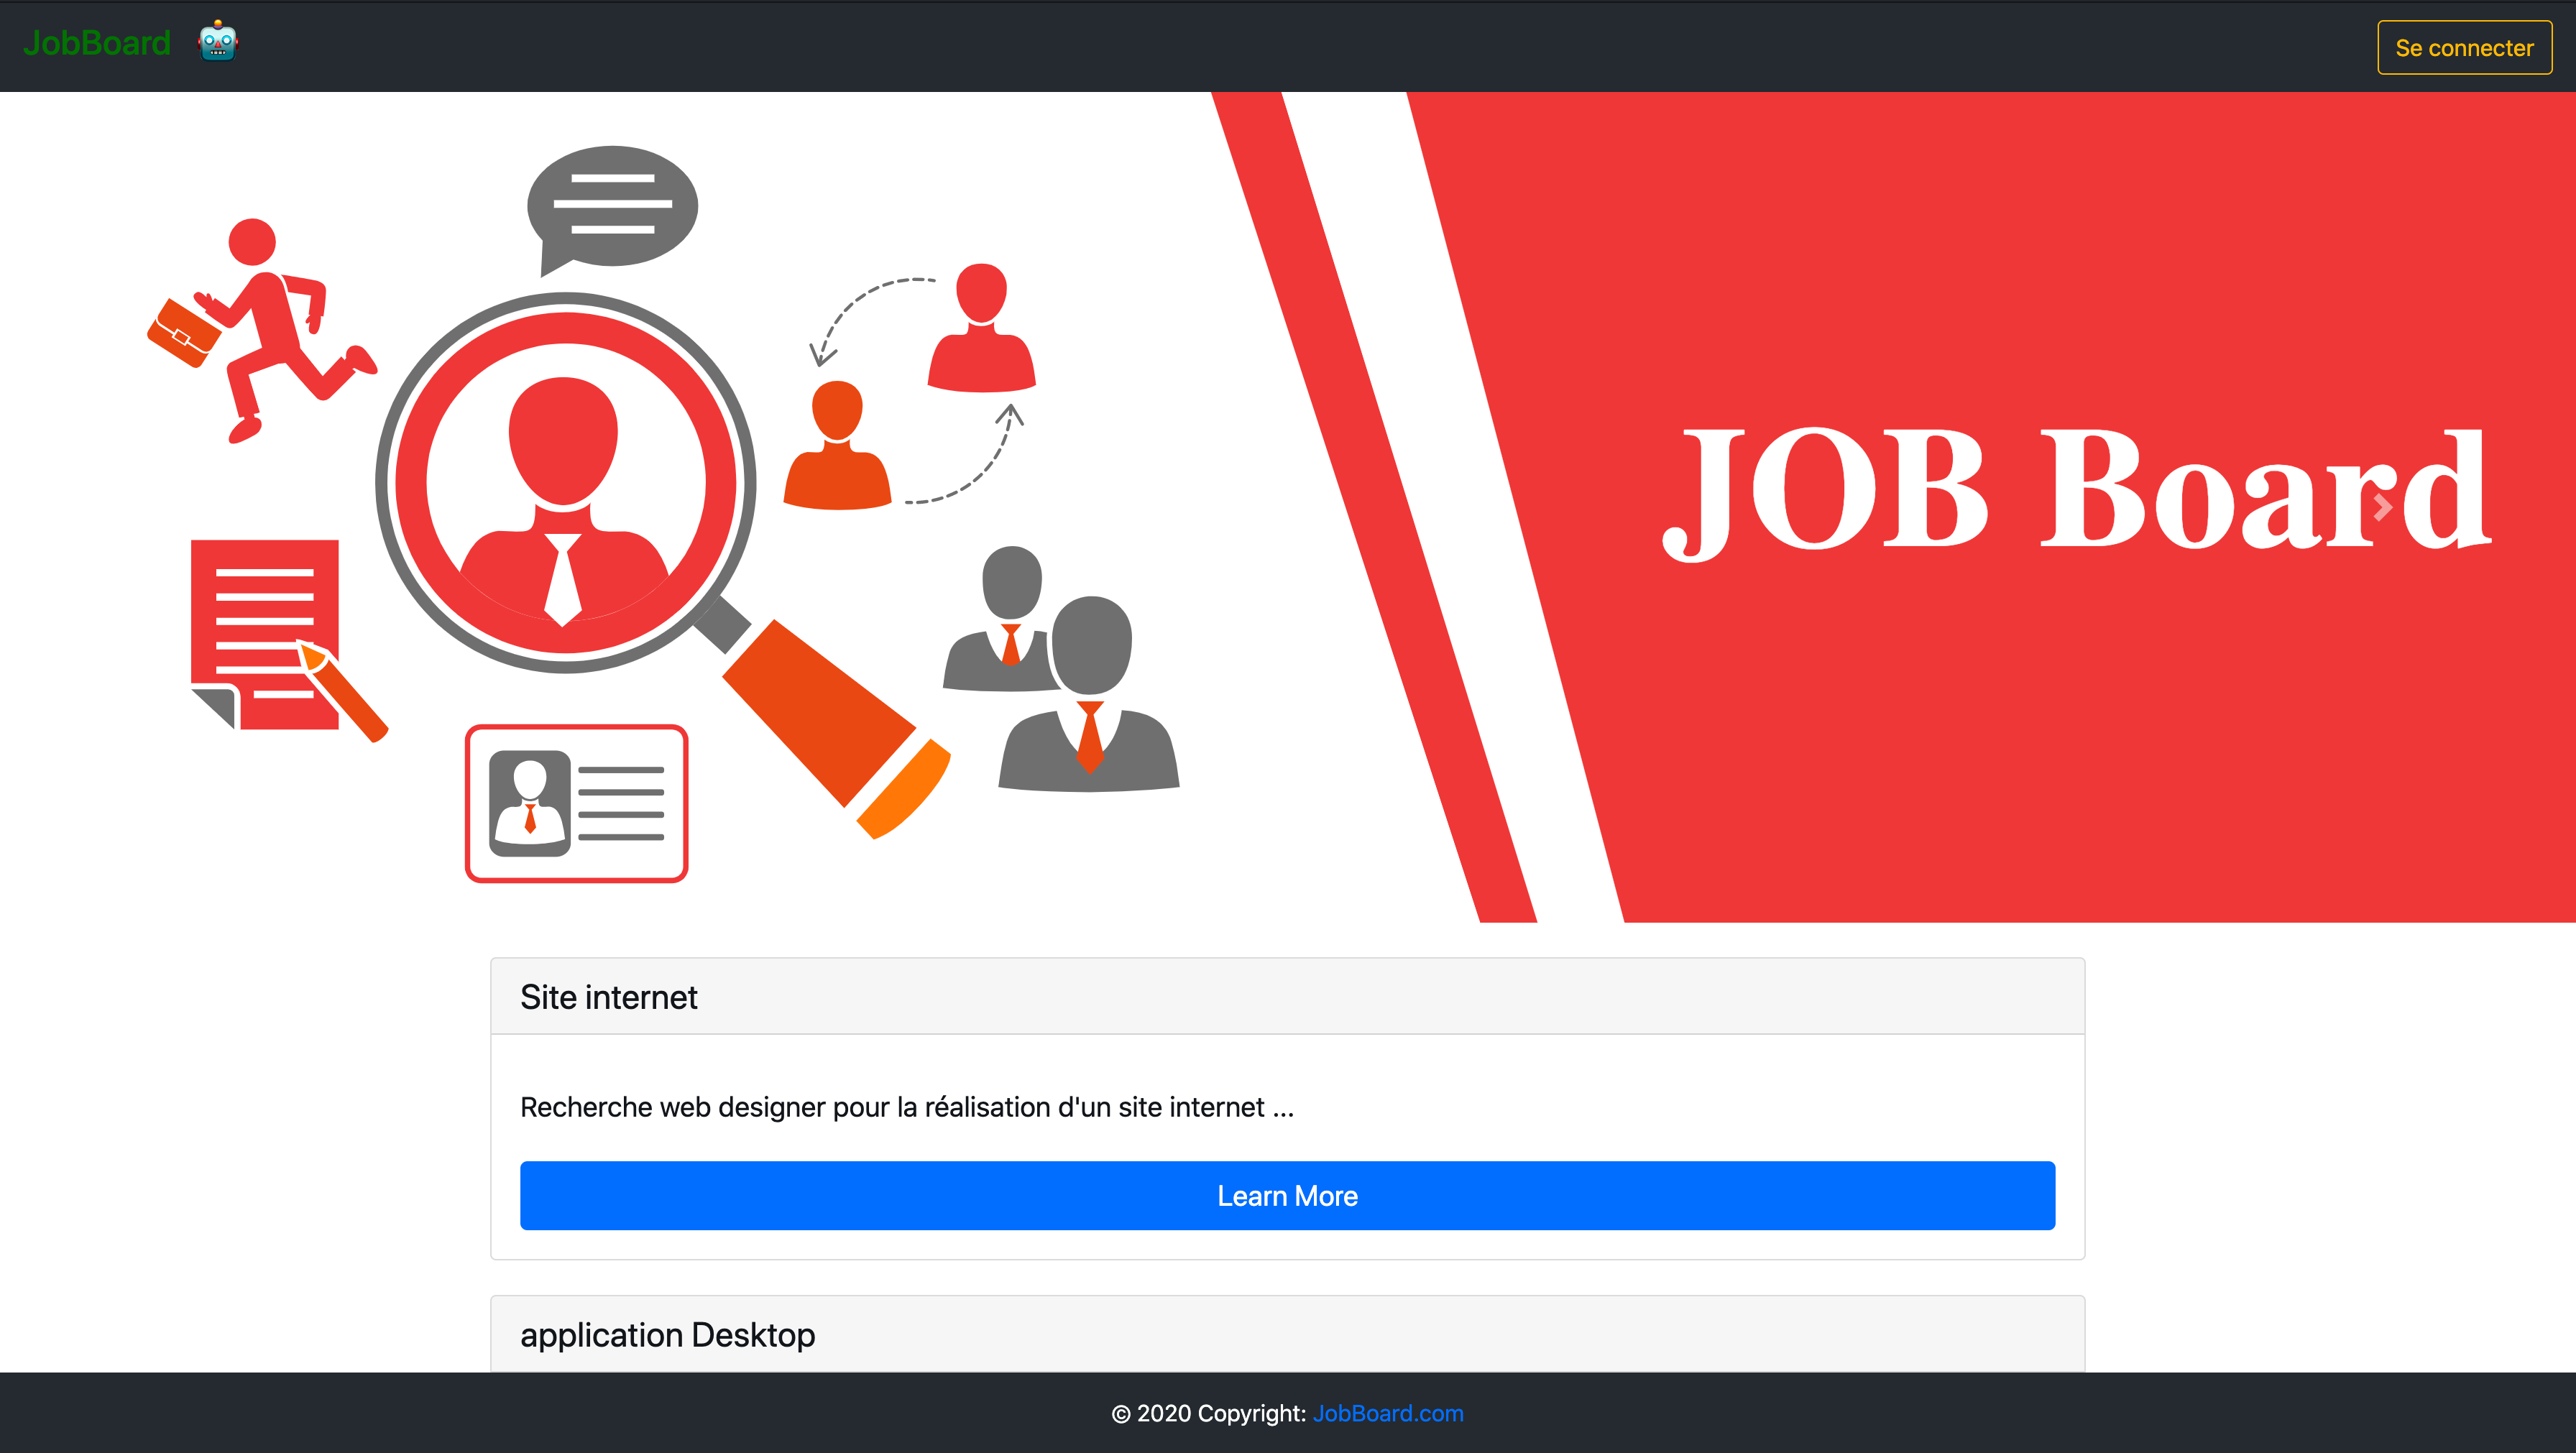 JobBoard 🤖
Se connecter
JOB Board
Site internet
Recherche web designer pour la réalisation d'un site internet ...
Learn More
application Desktop
© 2020 Copyright: JobBoard.com